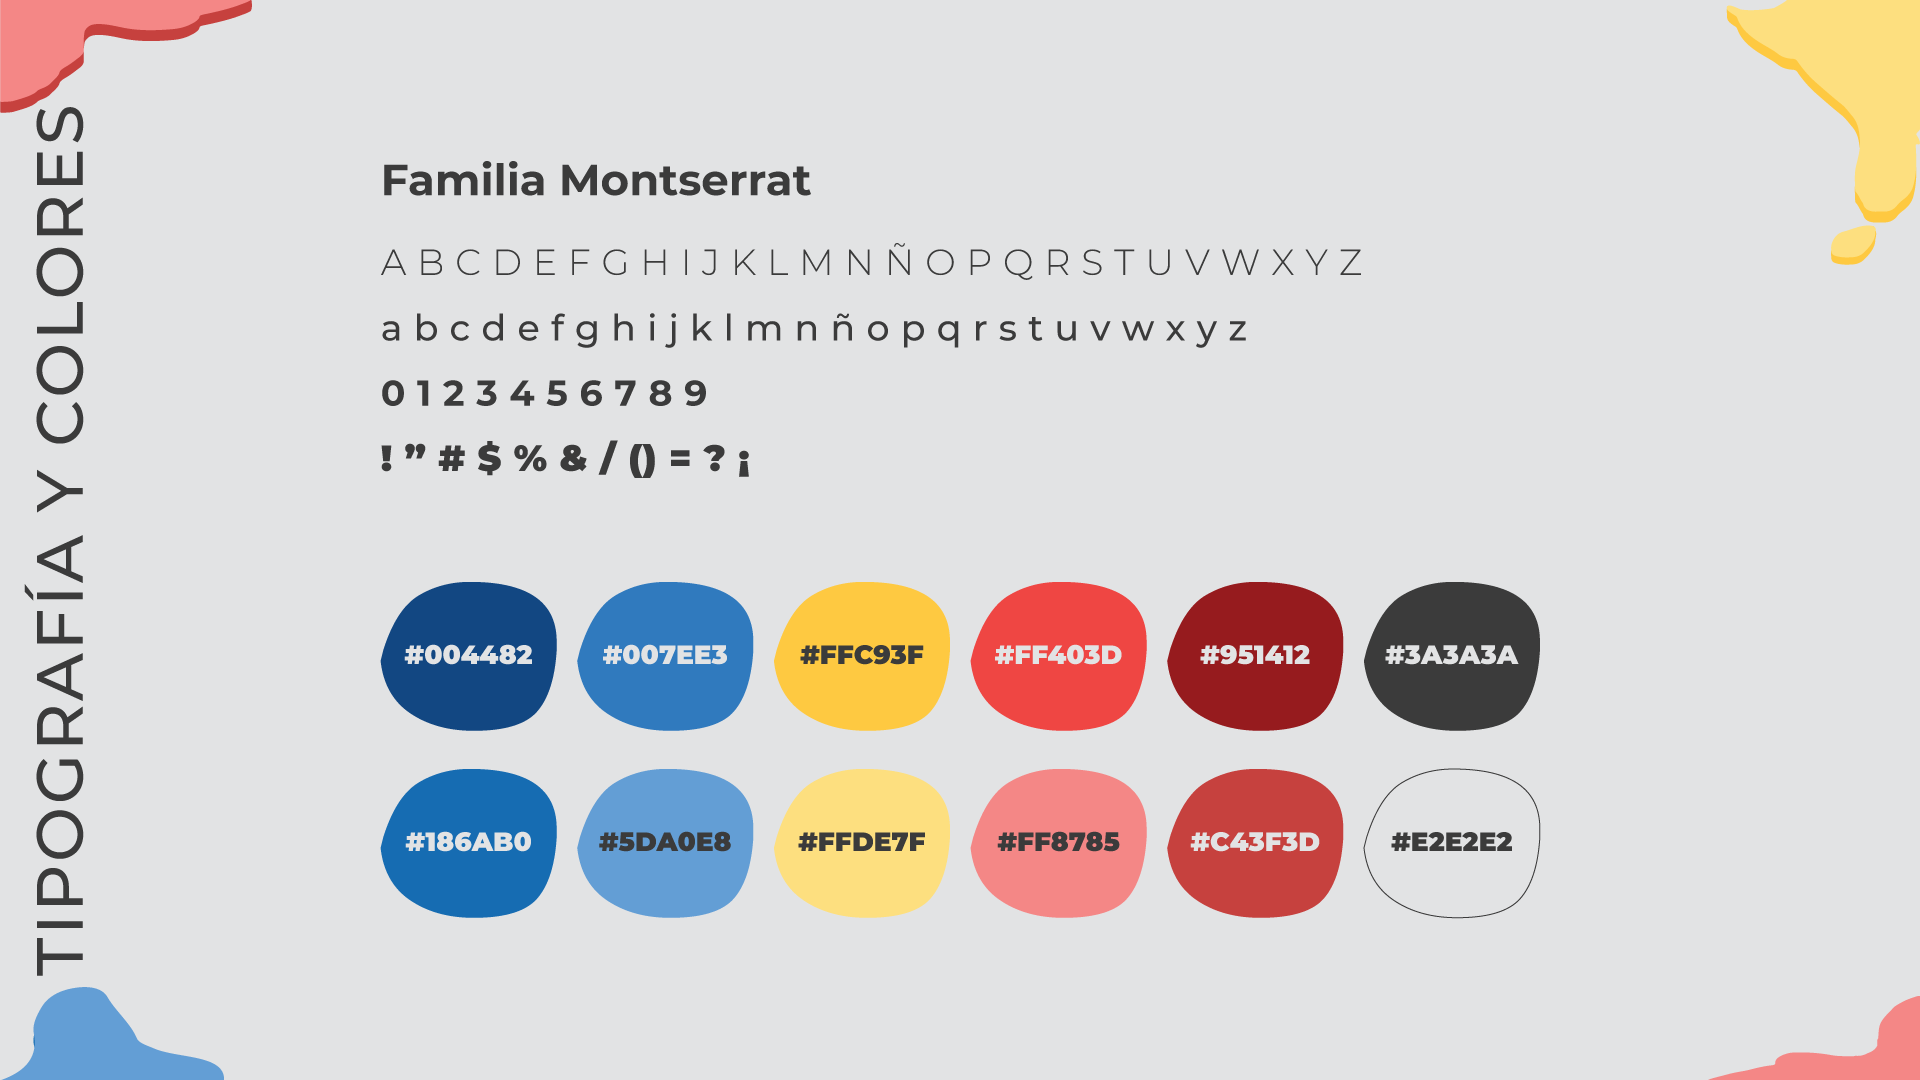 TIPOGRAFÍA Y COLORES
Familia Montserrat
A B C D E F G H I J K L M N Ñ O P Q R S T U V W X Y Z
a b c d e f g h i j k l m n ñ o p q r s t u v w x y z
0 1 2 3 4 5 6 7 8 9
! ” # $ % & / () = ? ¡
#004482 #007EE3 #FFC93F #FF403D #951412 #3A3A3A
#186AB0 #5DA0E8 #FFDE7F #FF8785 #C43F3D #E2E2E2